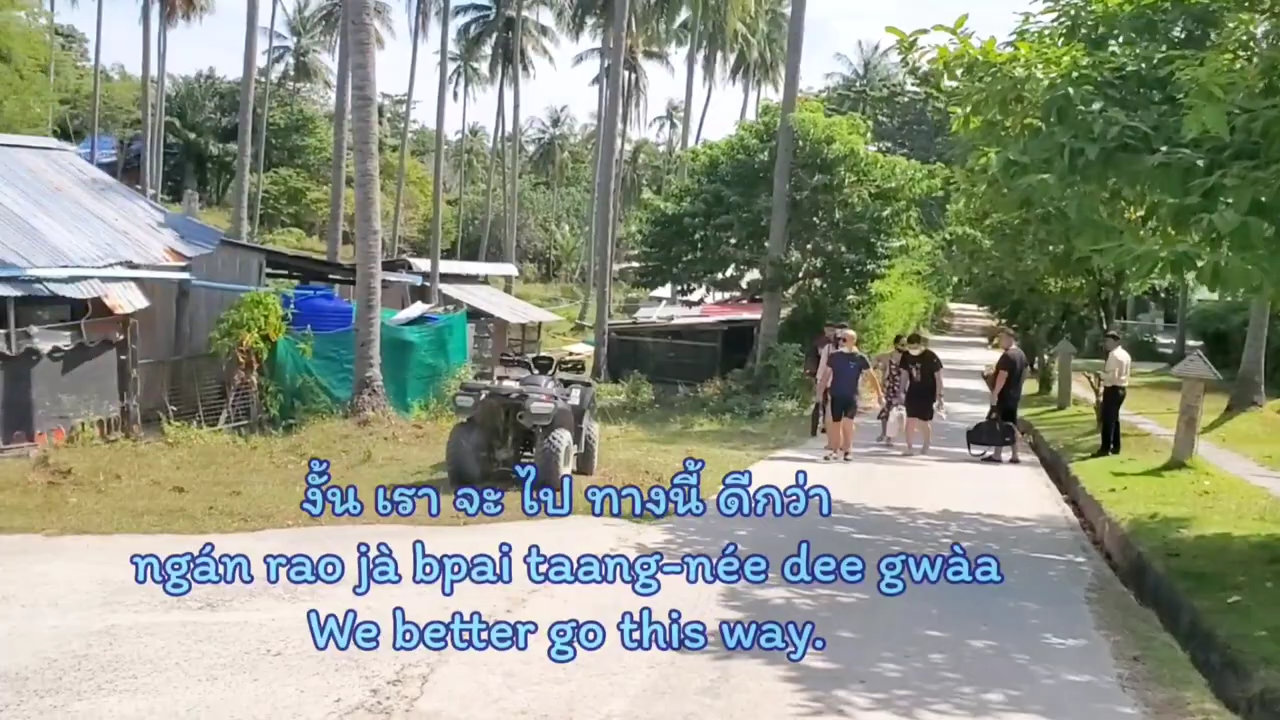 งั้น เรา จะ ไป ทางนี้ ดีกว่า
ngán rao jà bpai taang-née dee gwàa
We better go this way.